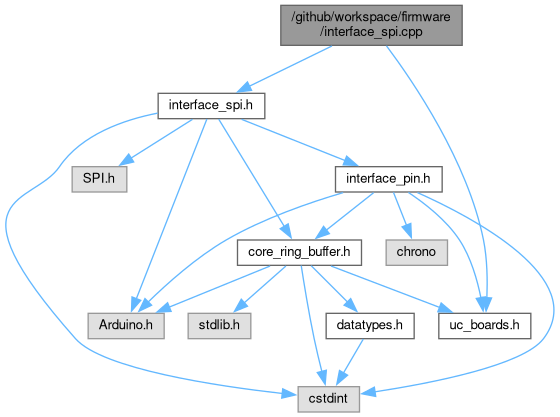 /github/workspace/firmware
/interface_spi.cpp
interface_spi.h
SPI.h
interface_pin.h
core_ring_buffer.h
chrono
Arduino.h
stdlib.h
datatypes.h
uc_boards.h
cstdint